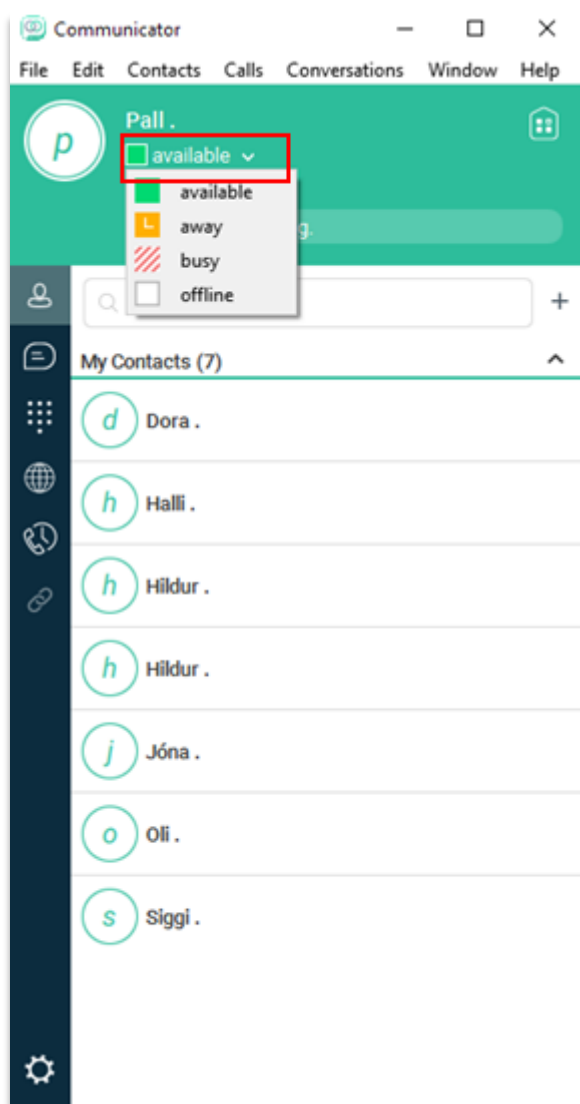 Communicator
File Edit Contacts Calls Conversations Window Help
p Pall .
available
available
away
g.
busy
offline
My Contacts (7)
d Dora .
h Halli .
h Hildur .
h Hildur .
j Jóna .
o Oli .
s Siggi .